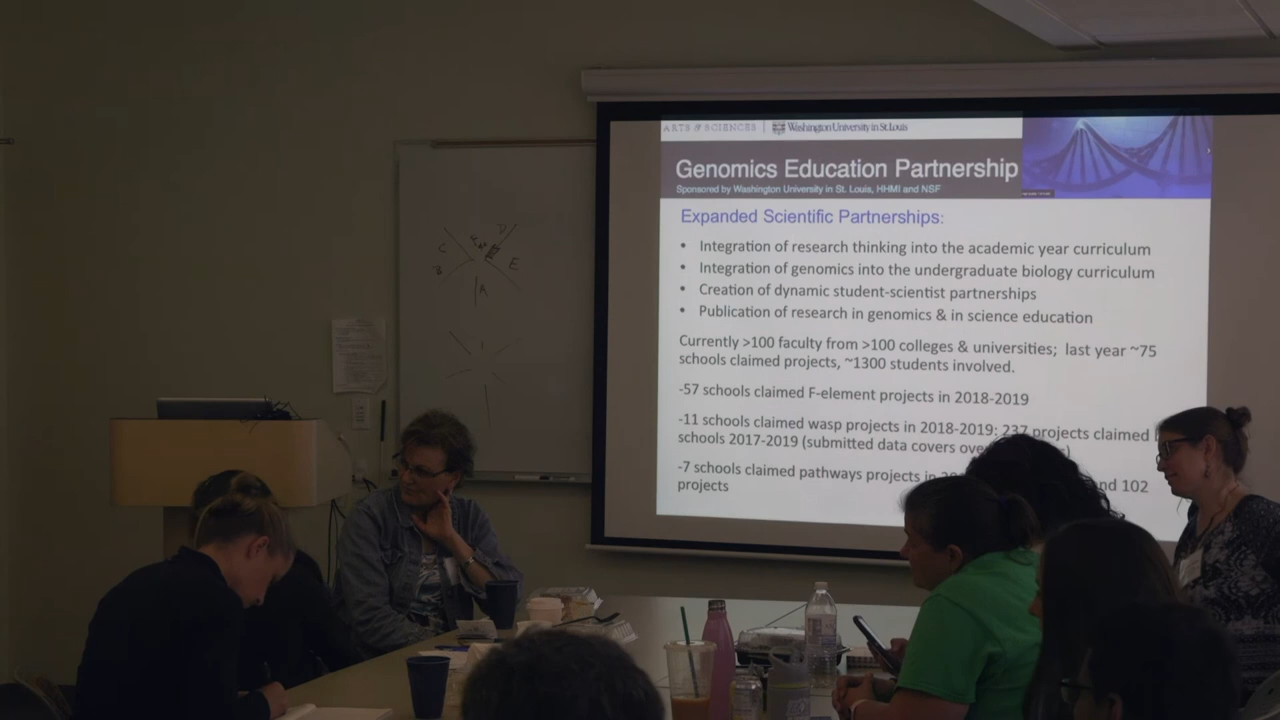 ARTS & SCIENCES | Washington University in St. Louis
Genomics Education Partnership
Sponsored by Washington University in St. Louis, HHMI and NSF
Expanded Scientific Partnerships:
• Integration of research thinking into the academic year curriculum
• Integration of genomics into the undergraduate biology curriculum
• Creation of dynamic student-scientist partnerships
• Publication of research in genomics & in science education
Currently >100 faculty from >100 colleges & universities; last year ~75
schools claimed projects, ~1300 students involved.
-57 schools claimed F-element projects in 2018-2019
-11 schools claimed wasp projects in 2018-2019; 237 projects claimed
schools 2017-2019 (submitted data covers
-7 schools claimed pathways projects in and 102
projects
D
C
B
E
A